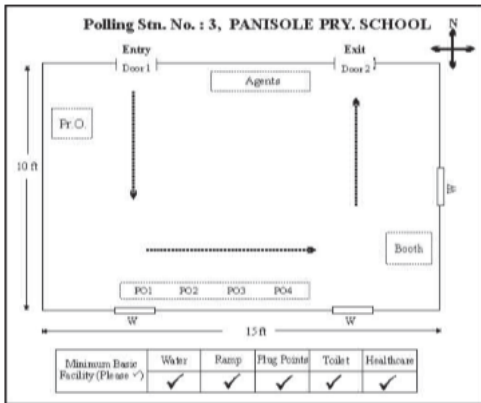 Polling Stn. No. : 3, PANISOLE PRY. SCHOOL
N
Entry Exit
Door 1 Door 2
Agents
Pr.O.
10 ft
W
Booth
PO1 PO2 PO3 PO4
W W
15 ft
Minimum Basic Facility (Please ✓) Water Ramp Plug Points Toilet Healthcare
✓ ✓ ✓ ✓ ✓